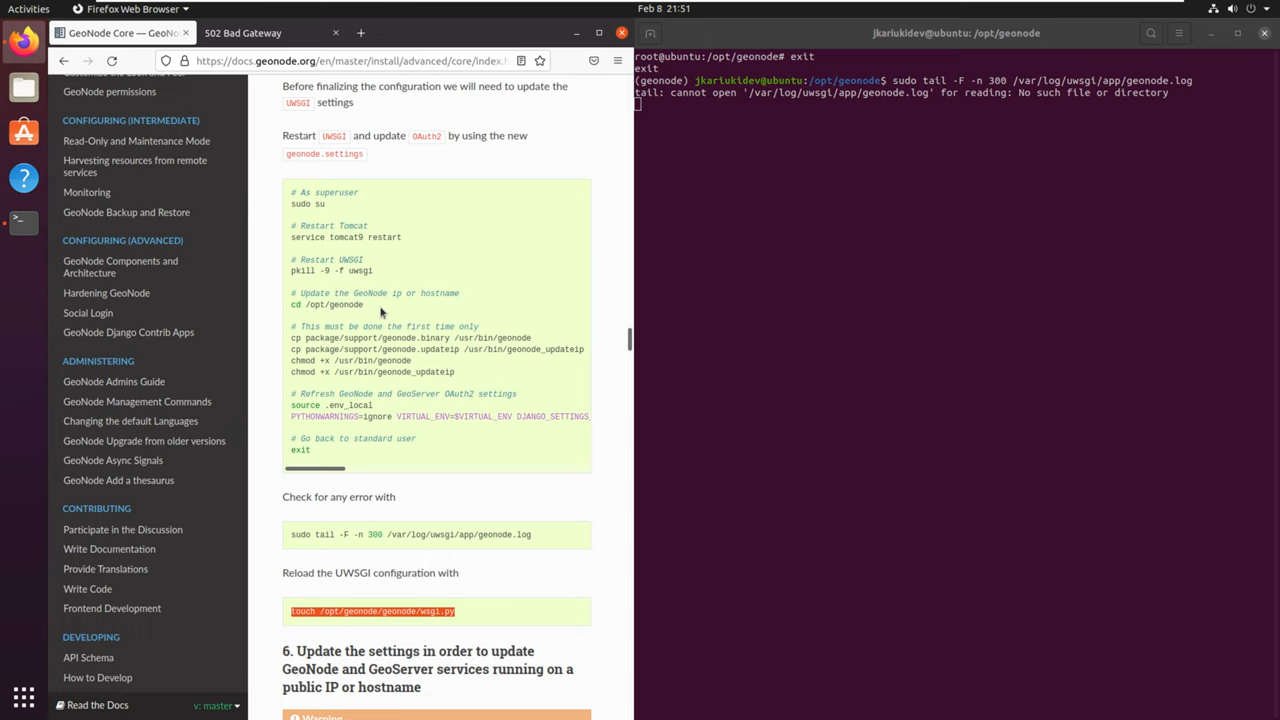 Activities
Firefox Web Browser
Feb 8 21:51
GeoNode Core — GeoNo
502 Bad Gateway
https://docs.geonode.org/en/master/install/advanced/core/index.h
GeoNode permissions
CONFIGURING (INTERMEDIATE)
Read-Only and Maintenance Mode
Harvesting resources from remote
services
Monitoring
GeoNode Backup and Restore
CONFIGURING (ADVANCED)
GeoNode Components and
Architecture
Hardening GeoNode
Social Login
GeoNode Django Contrib Apps
ADMINISTERING
GeoNode Admins Guide
GeoNode Management Commands
Changing the default Languages
GeoNode Upgrade from older versions
GeoNode Async Signals
GeoNode Add a thesaurus
CONTRIBUTING
Participate in the Discussion
Write Documentation
Provide Translations
Write Code
Frontend Development
DEVELOPING
API Schema
How to Develop
Read the Docs
v: master
Before finalizing the configuration we will need to update the
UWSGI settings
Restart UWSGI and update OAuth2 by using the new
geonode.settings
# As superuser
sudo su
# Restart Tomcat
service tomcat9 restart
# Restart UWSGI
pkill -9 -f uwsgi
# Update the GeoNode ip or hostname
cd /opt/geonode
# This must be done the first time only
cp package/support/geonode.binary /usr/bin/geonode
cp package/support/geonode.updateip /usr/bin/geonode_updateip
chmod +x /usr/bin/geonode
chmod +x /usr/bin/geonode_updateip
# Refresh GeoNode and GeoServer OAuth2 settings
source .env_local
PYTHONWARNINGS=ignore VIRTUAL_ENV=$VIRTUAL_ENV DJANGO_SETTINGS_
# Go back to standard user
exit
Check for any error with
sudo tail -F -n 300 /var/log/uwsgi/app/geonode.log
Reload the UWSGI configuration with
touch /opt/geonode/geonode/wsgi.py
6. Update the settings in order to update
GeoNode and GeoServer services running on a
public IP or hostname
Warning
jkariukidev@ubuntu: /opt/geonode
root@ubuntu:/opt/geonode# exit
exit
(geonode) jkariukidev@ubuntu:/opt/geonode$ sudo tail -F -n 300 /var/log/uwsgi/app/geonode.log
tail: cannot open '/var/log/uwsgi/app/geonode.log' for reading: No such file or directory